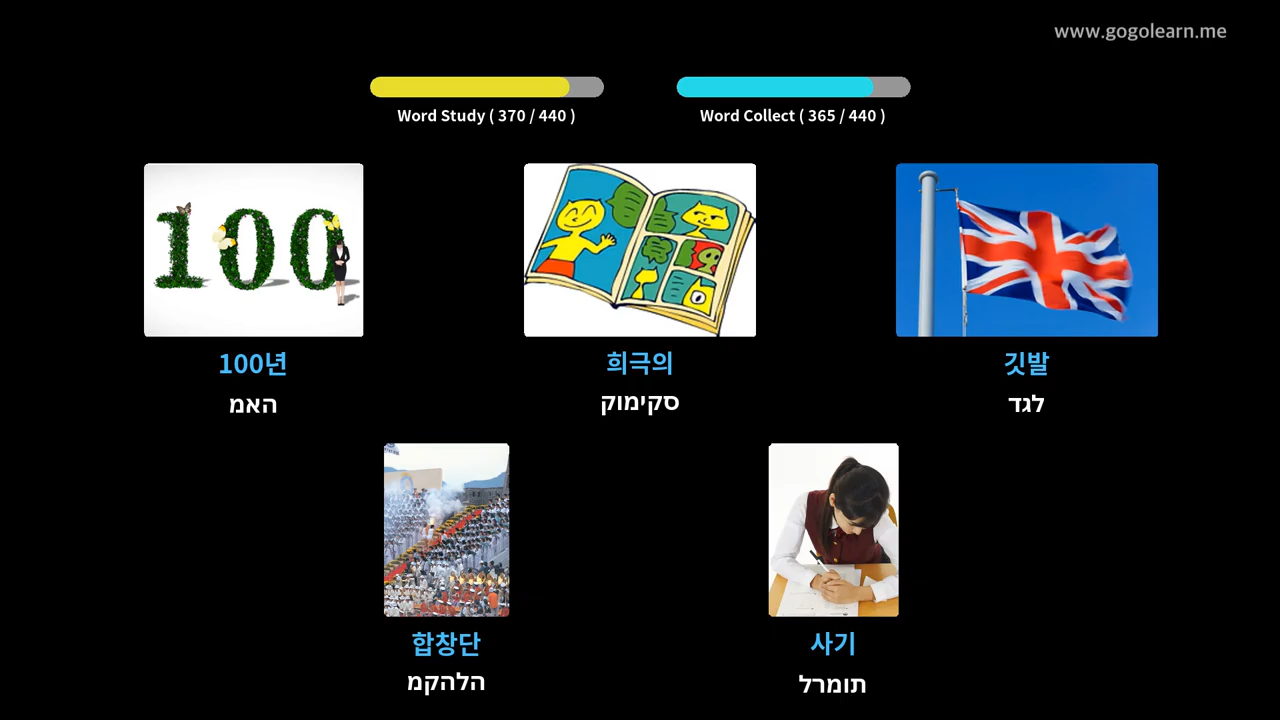 www.gogolearn.me
Word Study ( 370 / 440 )
Word Collect ( 365 / 440 )
100년
האמ
희극의
סקימוק
깃발
לגד
합창단
הלהקמ
사기
תומרל